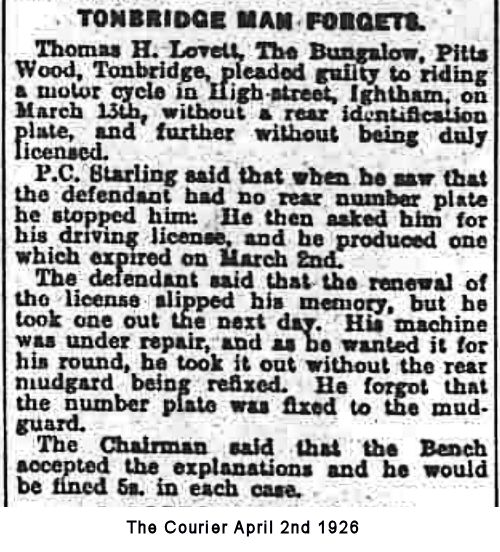 TONBRIDGE MAN FORGETS.
Thomas H. Lovett, The Bungalow, Pitts
Wood, Tonbridge, pleaded guilty to riding
a motor cycle in High-street, Ightham, on
March 15th, without a rear identification
plate, and further without being duly
licensed.
P.C. Starling said that when he saw that
the defendant had no rear number plate
he stopped him. He then asked him for
his driving license, and he produced one
which expired on March 2nd.
The defendant said that the renewal of
the license slipped his memory, but he
took one out the next day. His machine
was under repair, and as he wanted it for
his round, he took it out without the rear
mudgard being refixed. He forgot that
the number plate was fixed to the mud-
guard.
The Chairman said that the Bench
accepted the explanations and he would
be fined 5s. in each case.
The Courier April 2nd 1926